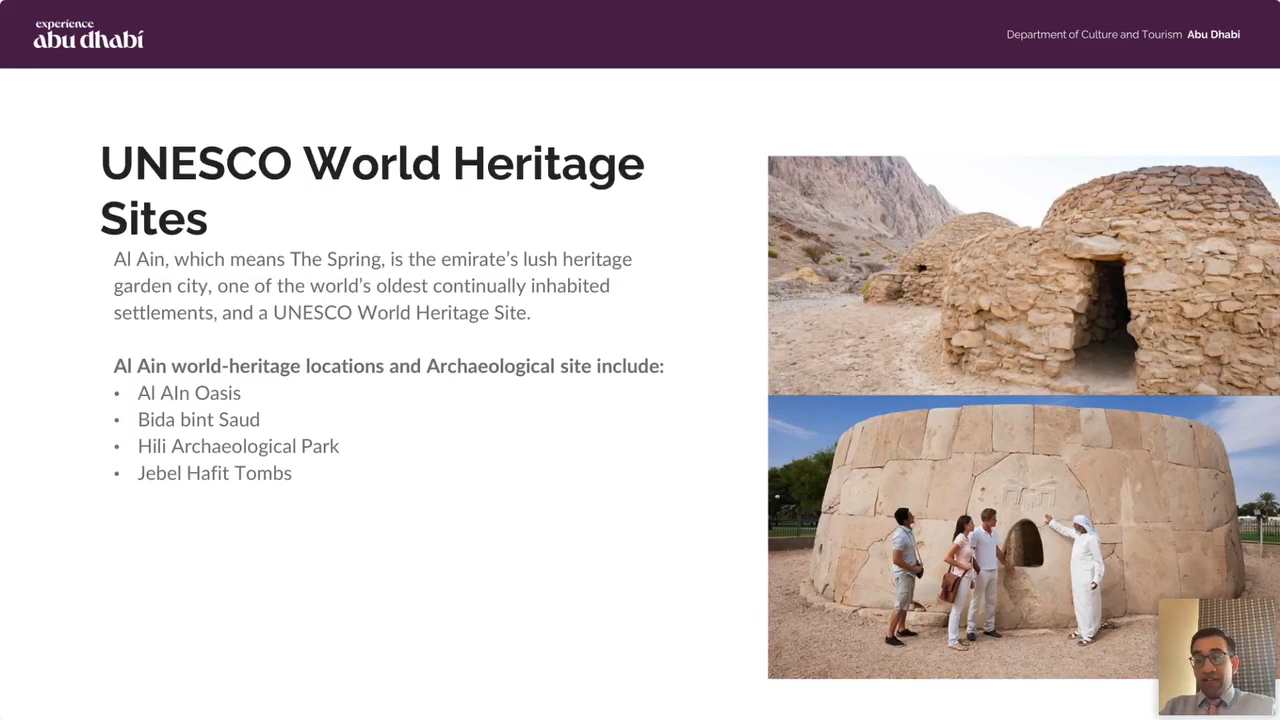 experience
abu dhabi
Department of Culture and Tourism Abu Dhabi
UNESCO World Heritage
Sites
Al Ain, which means The Spring, is the emirate’s lush heritage
garden city, one of the world’s oldest continually inhabited
settlements, and a UNESCO World Heritage Site.
Al Ain world-heritage locations and Archaeological site include:
• Al AIn Oasis
• Bida bint Saud
• Hili Archaeological Park
• Jebel Hafit Tombs